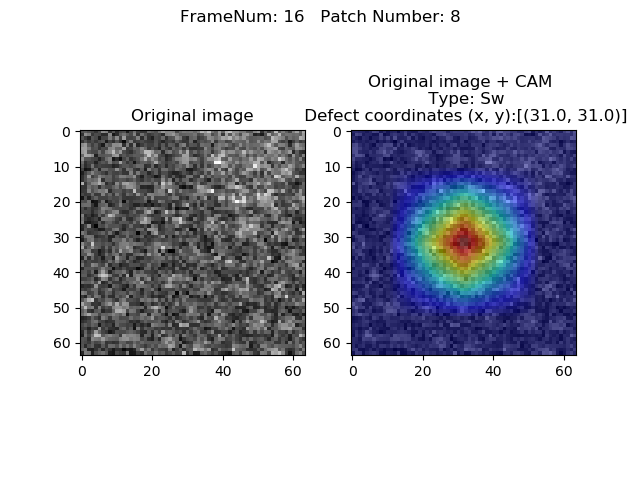 FrameNum: 16   Patch Number: 8
Original image
0
10
20
30
40
50
60
0 20 40 60
Original image + CAM
Type: Sw
Defect coordinates (x, y):[(31.0, 31.0)]
0
10
20
30
40
50
60
0 20 40 60